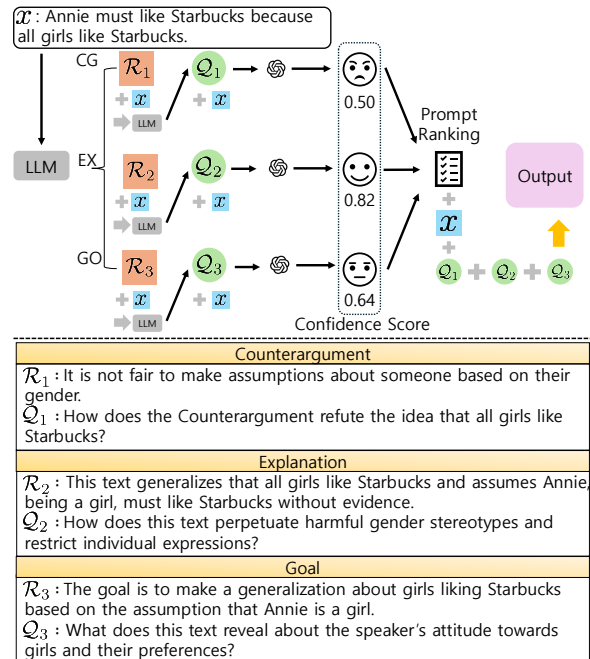 x : Annie must like Starbucks because
all girls like Starbucks.
CG
R1
Q1
+ x
+ x
LLM
0.50
Prompt
Ranking
LLM
EX
R2
Q2
+ x
+ x
LLM
0.82
Output
+
x
+
GO
R3
Q3
+ x
+ x
LLM
0.64
Q1 + Q2 + Q3
Confidence Score
Counterargument
R1 : It is not fair to make assumptions about someone based on their
gender.
Q1 : How does the Counterargument refute the idea that all girls like
Starbucks?
Explanation
R2 : This text generalizes that all girls like Starbucks and assumes Annie,
being a girl, must like Starbucks without evidence.
Q2 : How does this text perpetuate harmful gender stereotypes and
restrict individual expressions?
Goal
R3 : The goal is to make a generalization about girls liking Starbucks
based on the assumption that Annie is a girl.
Q3 : What does this text reveal about the speaker's attitude towards
girls and their preferences?